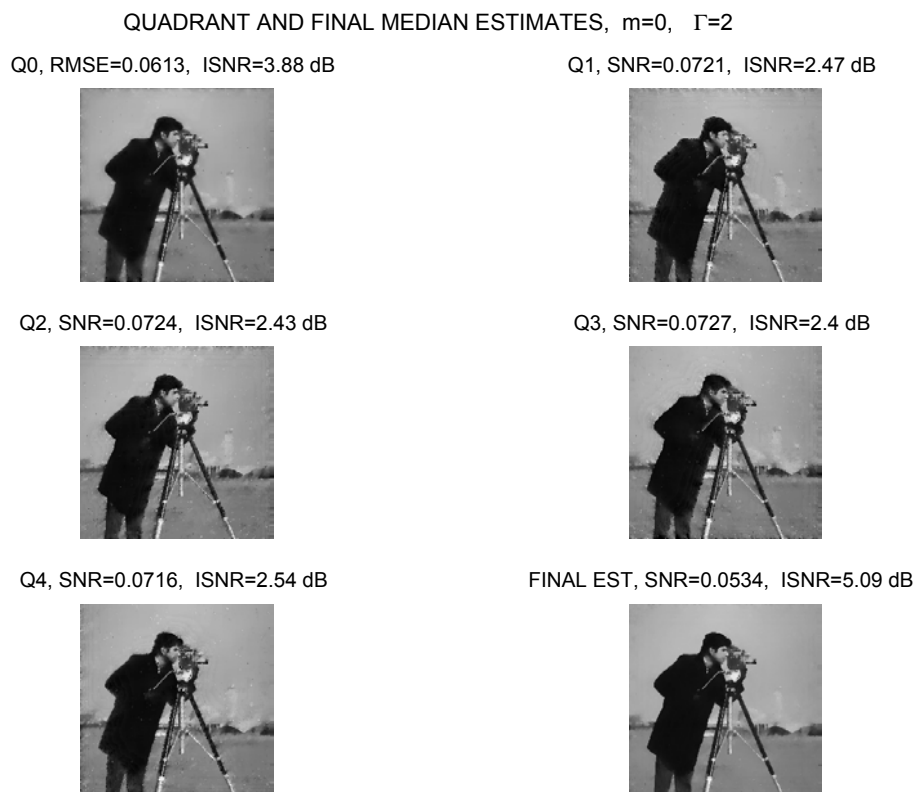 QUADRANT AND FINAL MEDIAN ESTIMATES, m=0, Γ=2
Q0, RMSE=0.0613, ISNR=3.88 dB
Q1, SNR=0.0721, ISNR=2.47 dB
Q2, SNR=0.0724, ISNR=2.43 dB
Q3, SNR=0.0727, ISNR=2.4 dB
Q4, SNR=0.0716, ISNR=2.54 dB
FINAL EST, SNR=0.0534, ISNR=5.09 dB